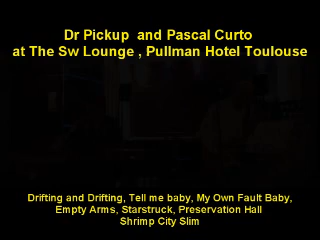 Dr Pickup and Pascal Curto
at The Sw Lounge , Pullman Hotel Toulouse
Drifting and Drifting, Tell me baby, My Own Fault Baby,
Empty Arms, Starstruck, Preservation Hall
Shrimp City Slim